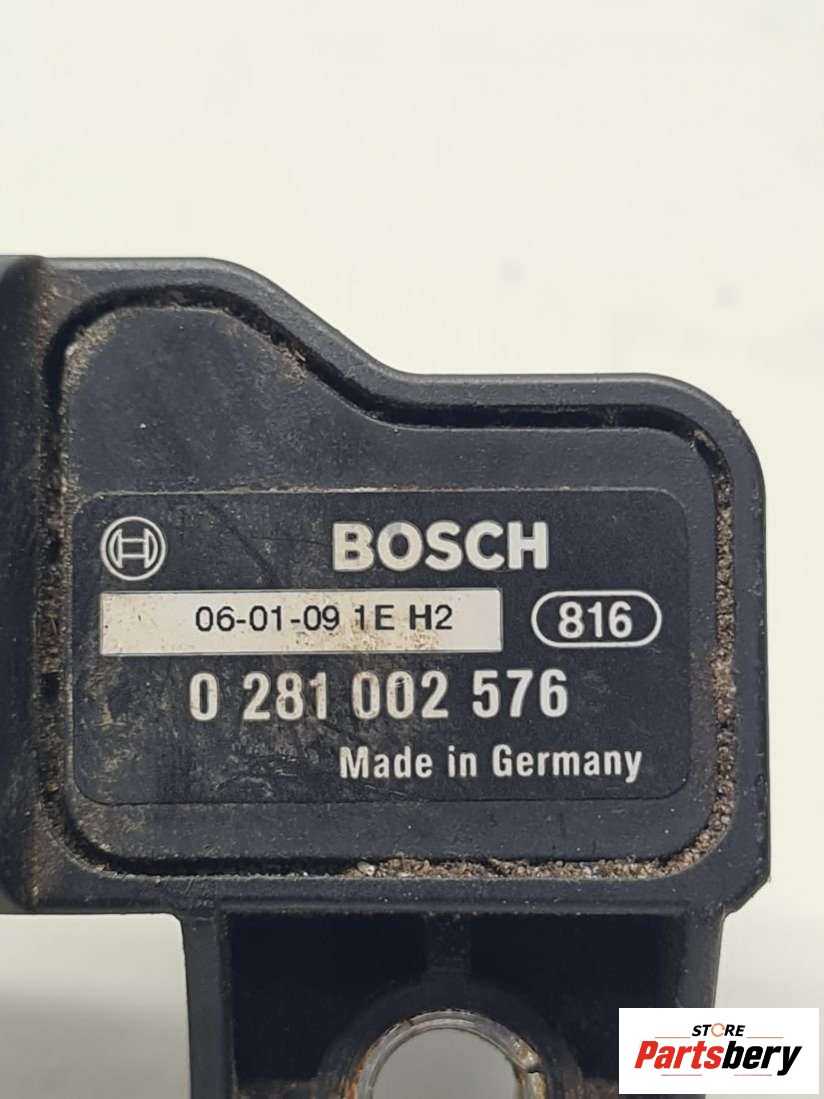 BOSCH
06-01-09 1E H2
816
0 281 002 576
Made in Germany
STORE
Partsbery